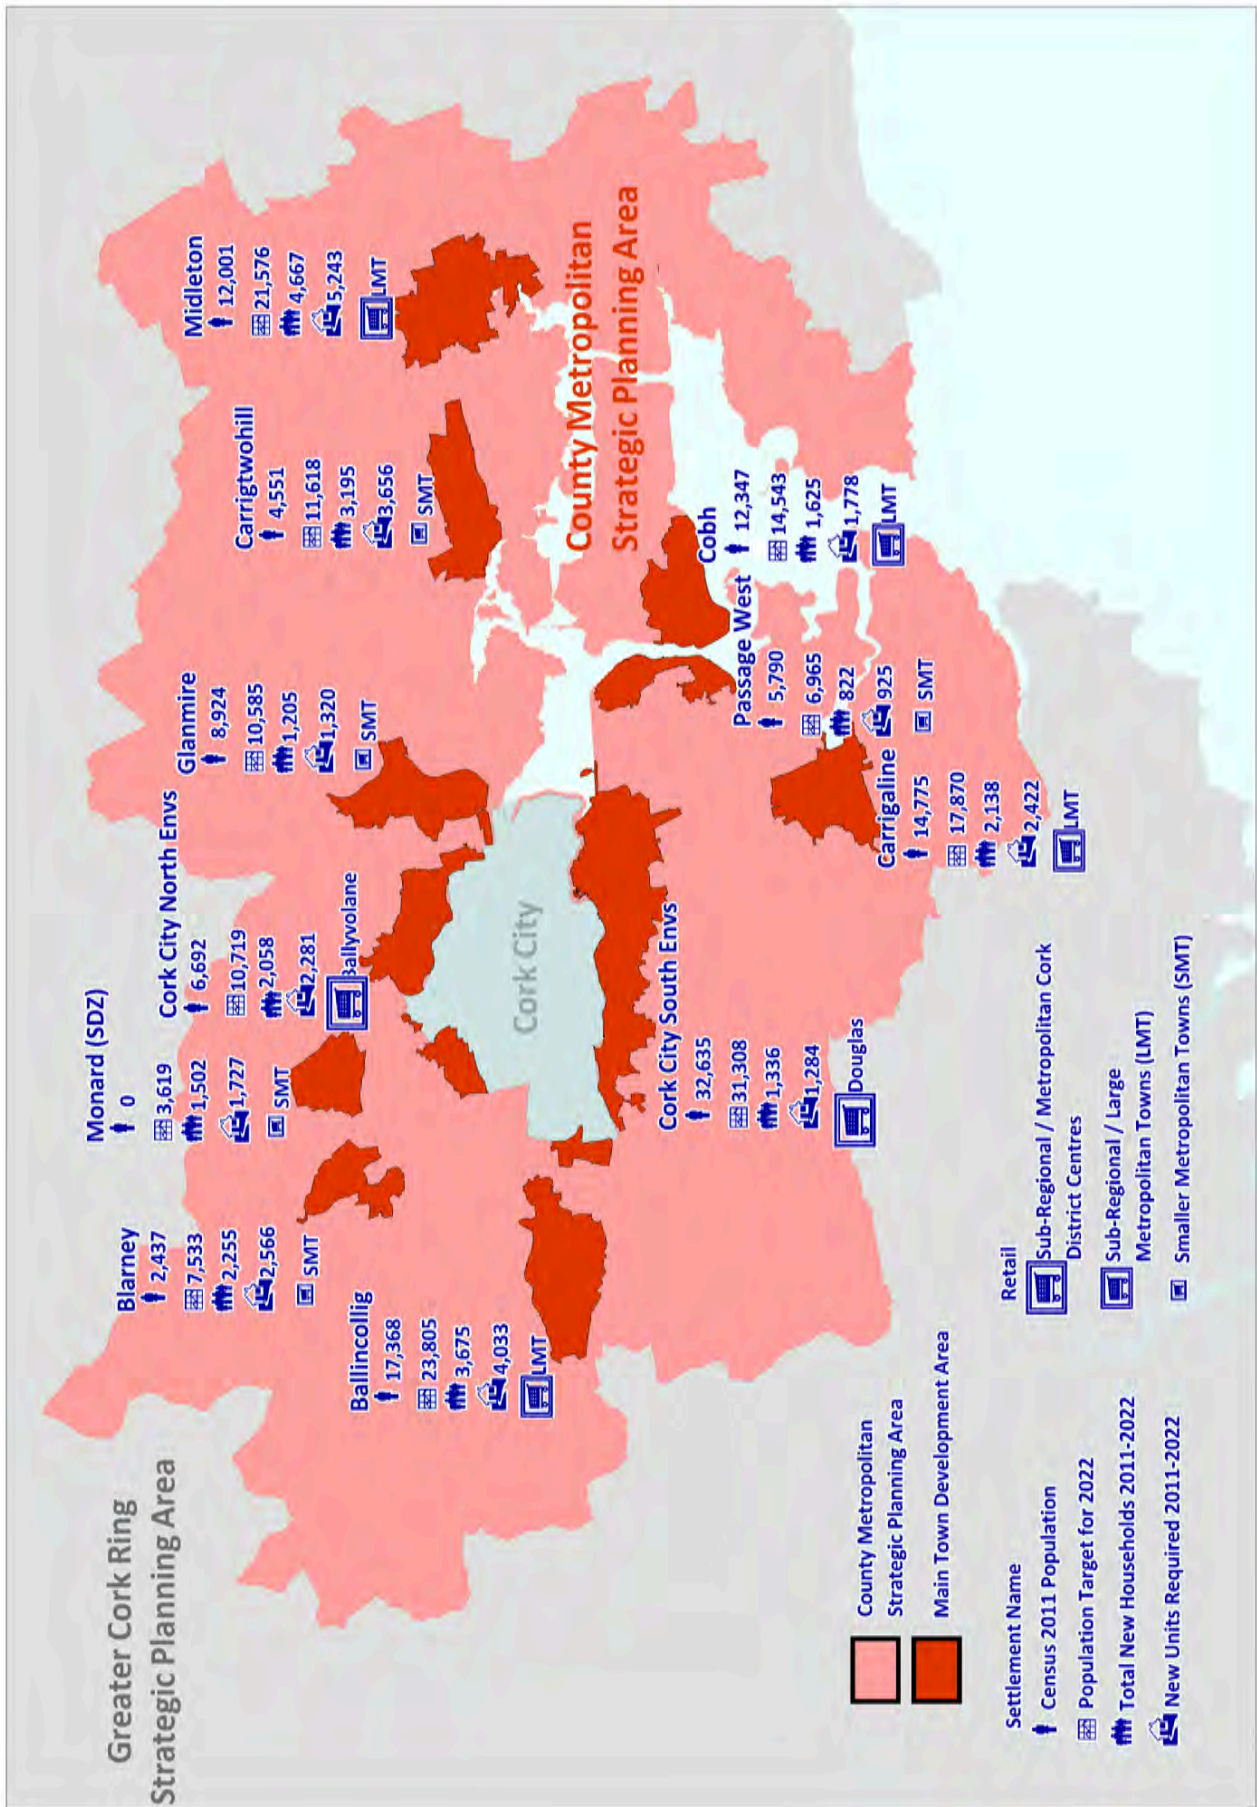 Greater Cork Ring
Strategic Planning Area
Monard (SDZ)
0
3,619
1,502
1,727
SMT
Blarney
2,437
7,533
2,255
2,566
SMT
Cork City North Envs
6,692
10,719
2,058
2,281
Ballyvolane
Glanmire
8,924
10,585
1,205
1,320
SMT
Carrigtwohill
4,551
11,618
3,195
3,656
SMT
Midleton
12,001
21,576
4,667
5,243
LMT
Ballincollig
17,368
23,805
3,675
4,033
LMT
Cork City
County Metropolitan
Strategic Planning Area
Cork City South Envs
32,635
31,308
1,336
1,284
Douglas
Cobh
12,347
14,543
1,625
1,778
LMT
Passage West
5,790
6,965
822
925
SMT
Carrigaline
14,775
17,870
2,138
2,422
LMT
County Metropolitan
Strategic Planning Area
Main Town Development Area
Settlement Name
Census 2011 Population
Population Target for 2022
Total New Households 2011-2022
New Units Required 2011-2022
Retail
Sub-Regional / Metropolitan Cork
District Centres
Sub-Regional / Large
Metropolitan Towns (LMT)
Smaller Metropolitan Towns (SMT)